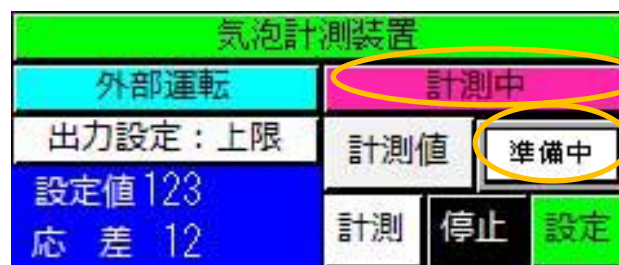 気泡計測装置
外部運転
計測中
出力設定：上限
計測値
準備中
設定値123
応 差 12
計測
停止
設定